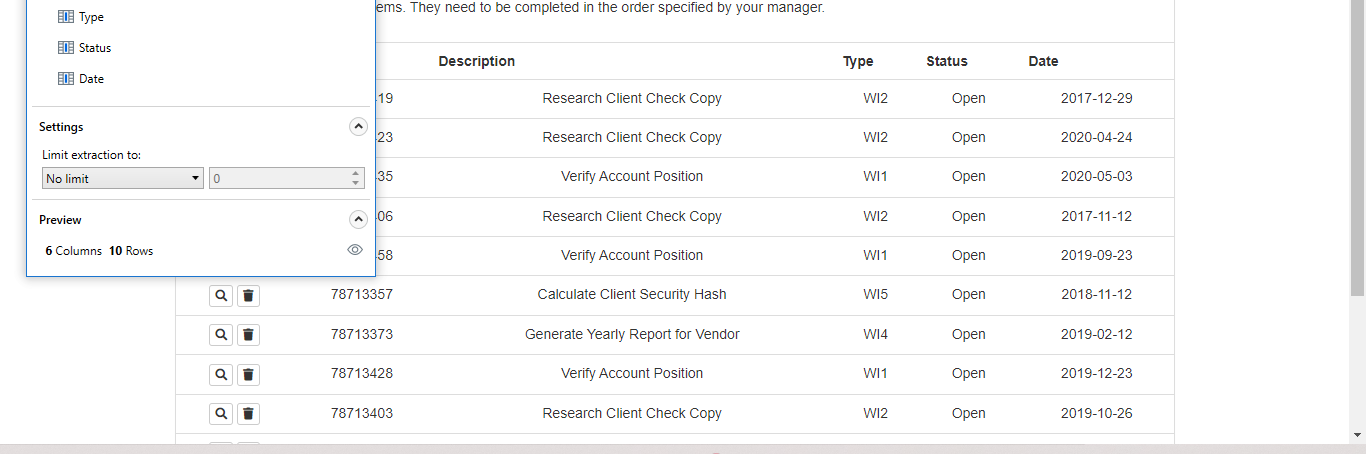 ems. They need to be completed in the order specified by your manager.
Type
Status
Date
Settings
Limit extraction to:
No limit 0
Preview
6 Columns 10 Rows
Description Type Status Date
19 Research Client Check Copy WI2 Open 2017-12-29
23 Research Client Check Copy WI2 Open 2020-04-24
35 Verify Account Position WI1 Open 2020-05-03
06 Research Client Check Copy WI2 Open 2017-11-12
58 Verify Account Position WI1 Open 2019-09-23
78713357 Calculate Client Security Hash WI5 Open 2018-11-12
78713373 Generate Yearly Report for Vendor WI4 Open 2019-02-12
78713428 Verify Account Position WI1 Open 2019-12-23
78713403 Research Client Check Copy WI2 Open 2019-10-26